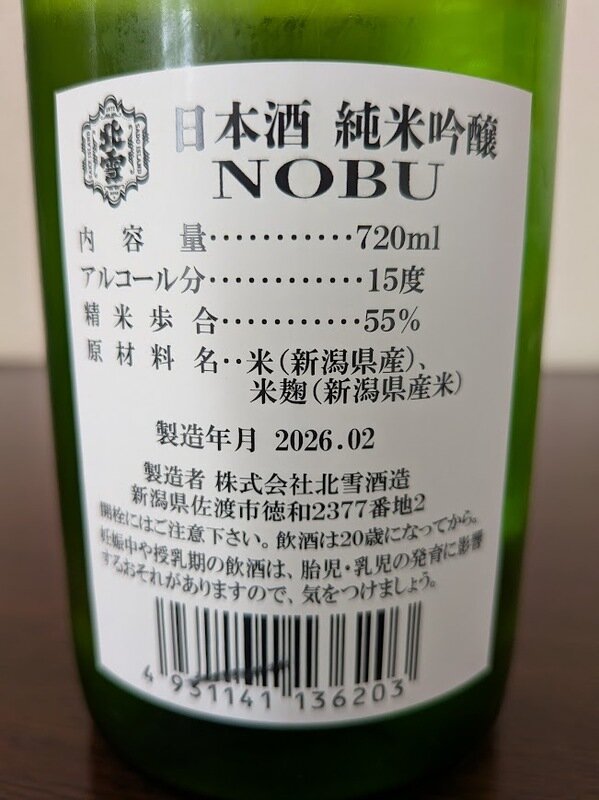 北雪
日本酒 純米吟醸
NOBU
内容量・・・・・・・・・・・720ml
アルコール分・・・・・・・・・・・・15度
精米歩合・・・・・・・・・・・・55%
原材料名・・米（新潟県産）、
米麹（新潟県産米）
製造年月 2026.02
製造者 株式会社北雪酒造
新潟県佐渡市徳和2377番地2
開栓にはご注意下さい。飲酒は20歳になってから。
妊娠中や授乳期の飲酒は、胎児・乳児の発育に影響
するおそれがありますので、気をつけましょう。
4 931141 136203